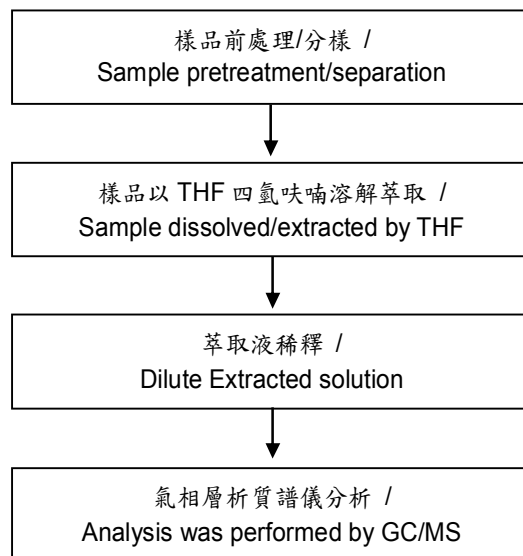 樣品前處理/分樣 /
Sample pretreatment/separation
樣品以 THF 四氫呋喃溶解萃取 /
Sample dissolved/extracted by THF
萃取液稀釋 /
Dilute Extracted solution
氣相層析質譜儀分析 /
Analysis was performed by GC/MS